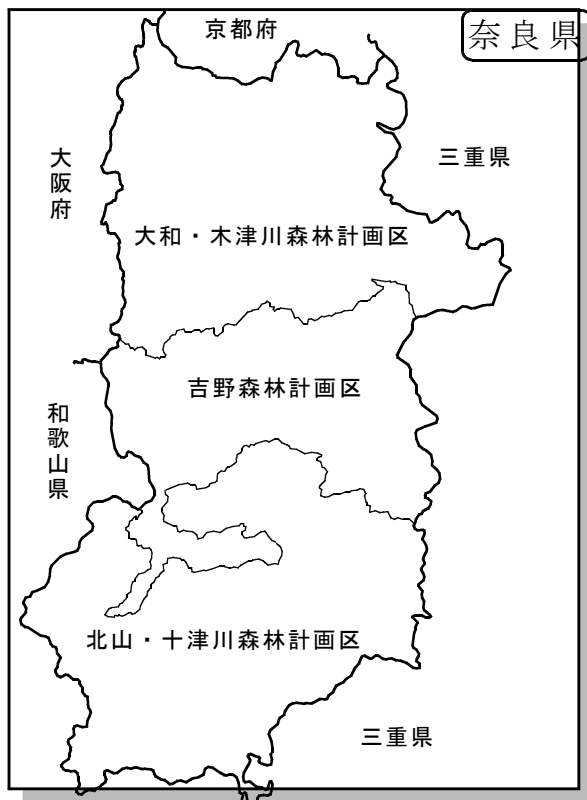 京都府
奈良県
三重県
大阪府
大和・木津川森林計画区
吉野森林計画区
和歌山県
北山・十津川森林計画区
三重県